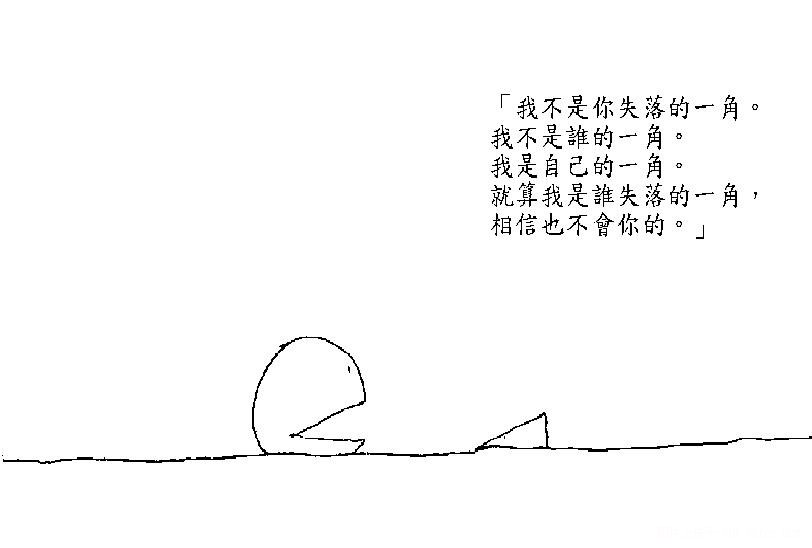 「我不是你失落的一角。
我不是誰的一角。
我是自己的一角。
就算我是誰失落的一角，
相信也不會你的。」